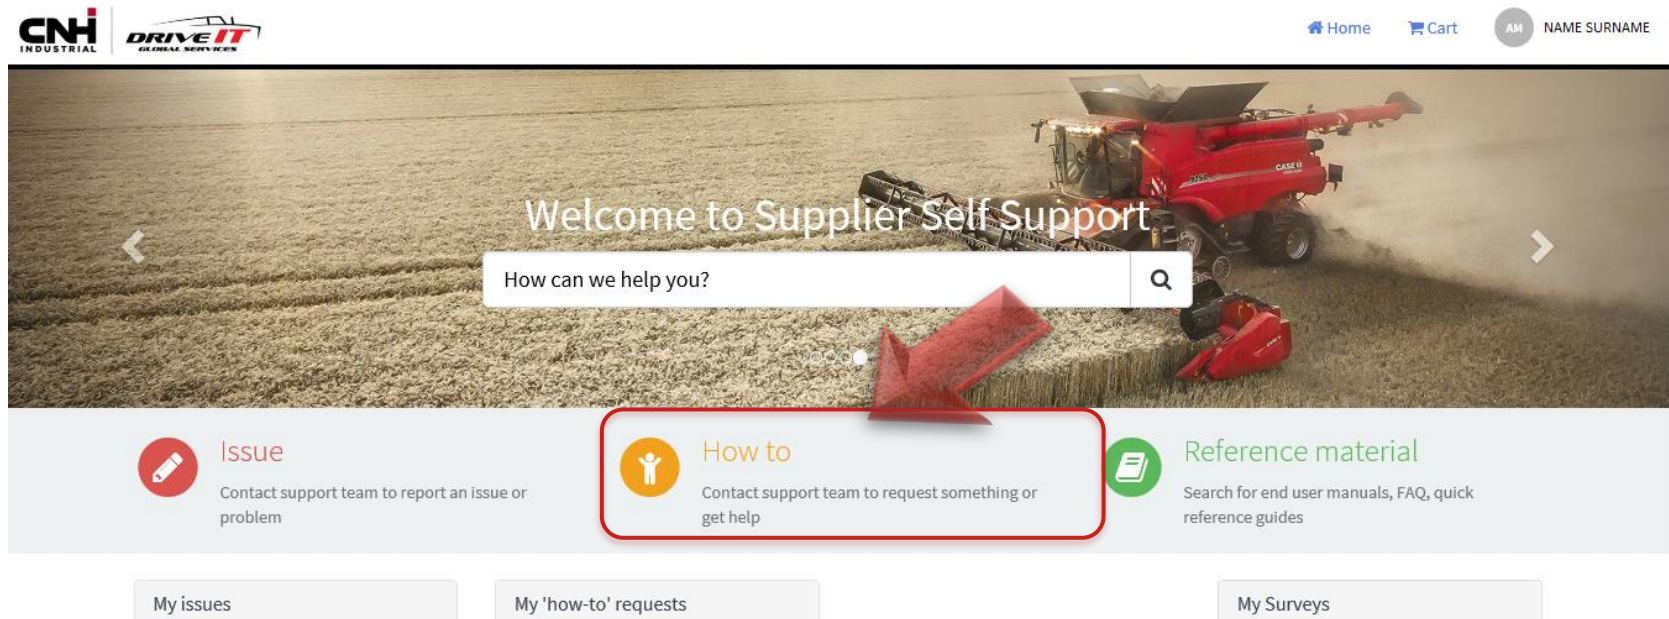 CNH
INDUSTRIAL
DRIVE IT
GLOBAL SERVICES
Home
Cart
AM
NAME SURNAME
CASE IH
Welcome to Supplier Self Support
How can we help you?
Issue
Contact support team to report an issue or
problem
How to
Contact support team to request something or
get help
Reference material
Search for end user manuals, FAQ, quick
reference guides
My issues
My 'how-to' requests
My Surveys